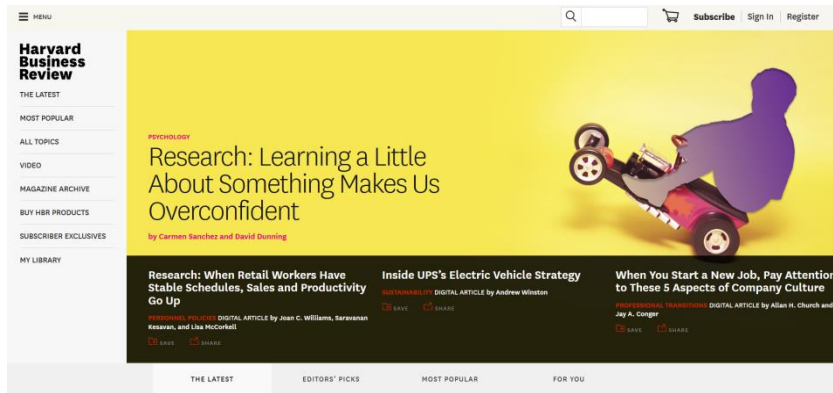 MENU
Subscribe
Sign In
Register
Harvard
Business
Review
THE LATEST
MOST POPULAR
ALL TOPICS
VIDEO
MAGAZINE ARCHIVE
BUY HBR PRODUCTS
SUBSCRIBER EXCLUSIVES
MY LIBRARY
PSYCHOLOGY
Research: Learning a Little
About Something Makes Us
Overconfident
by Carmen Sanchez and David Dunning
Research: When Retail Workers Have
Stable Schedules, Sales and Productivity
Go Up
PERSONNEL POLICIES DIGITAL ARTICLE by Joan C. Williams, Saravanan
Kesavan, and Lisa McCorkell
SAVE SHARE
Inside UPS's Electric Vehicle Strategy
SUSTAINABILITY DIGITAL ARTICLE by Andrew Winston
SAVE SHARE
When You Start a New Job, Pay Attention
to These 5 Aspects of Company Culture
PROFESSIONAL TRANSITIONS DIGITAL ARTICLE by Allan H. Church and
Jay A. Conger
SAVE SHARE
THE LATEST
EDITORS' PICKS
MOST POPULAR
FOR YOU